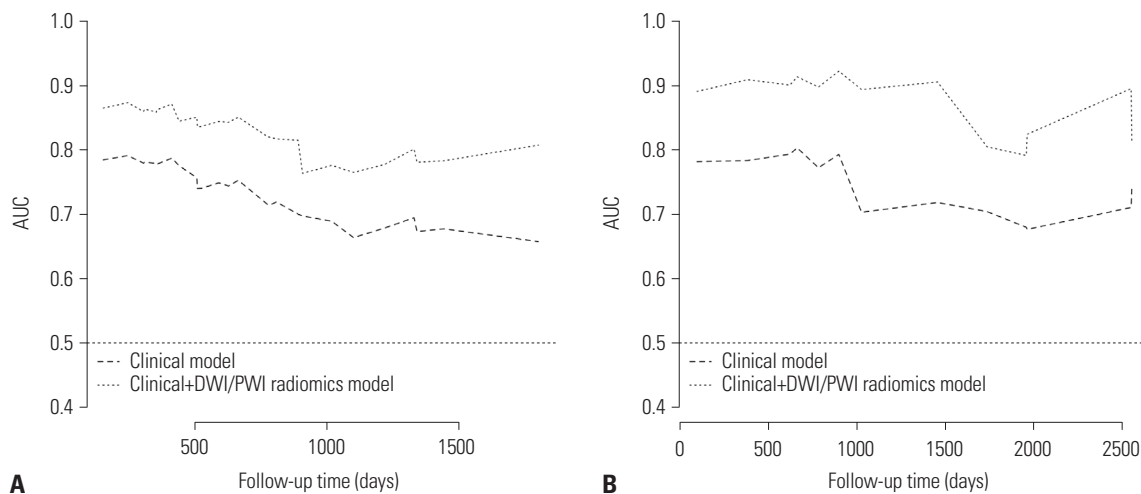 1.0
0.9
0.8
0.7
0.6
0.5
0.4
AUC
Clinical model
Clinical+DWI/PWI radiomics model
500
1000
1500
Follow-up time (days)
A
1.0
0.9
0.8
0.7
0.6
0.5
0.4
AUC
Clinical model
Clinical+DWI/PWI radiomics model
0
500
1000
1500
2000
2500
Follow-up time (days)
B